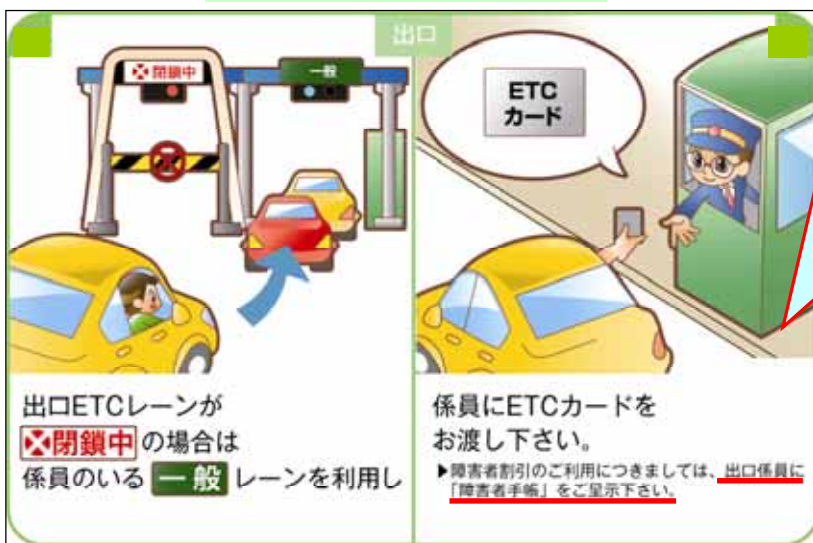 出口
閉鎖中
一般
ETC
カード
出口ETCレーンが
閉鎖中の場合は
係員のいる 一般 レーンを利用し
係員にETCカードを
お渡し下さい。
▶障害者割引のご利用につきましては、出口係員に
「障害者手帳」をご呈示下さい。